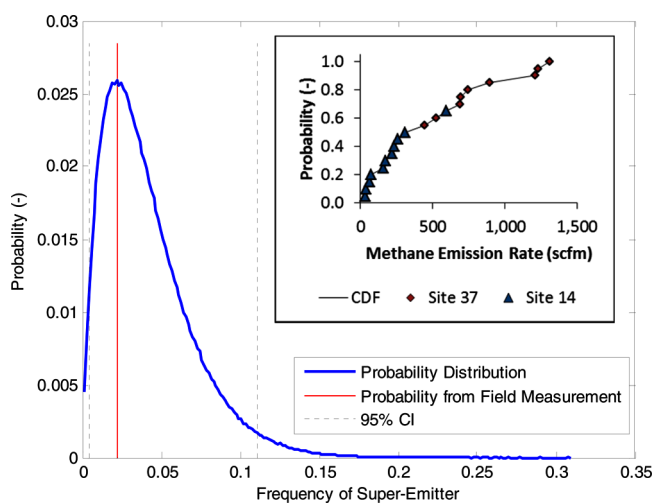 0.03
0.025
0.02
0.015
0.01
0.005
0
Probability (-)
0
0.05
0.1
0.15
0.2
0.25
0.3
0.35
Frequency of Super-Emitter
1.0
0.8
0.6
0.4
0.2
0.0
Probability (-)
0
500
1,000
1,500
Methane Emission Rate (scfm)
CDF
Site 37
Site 14
Probability Distribution
Probability from Field Measurement
95% CI